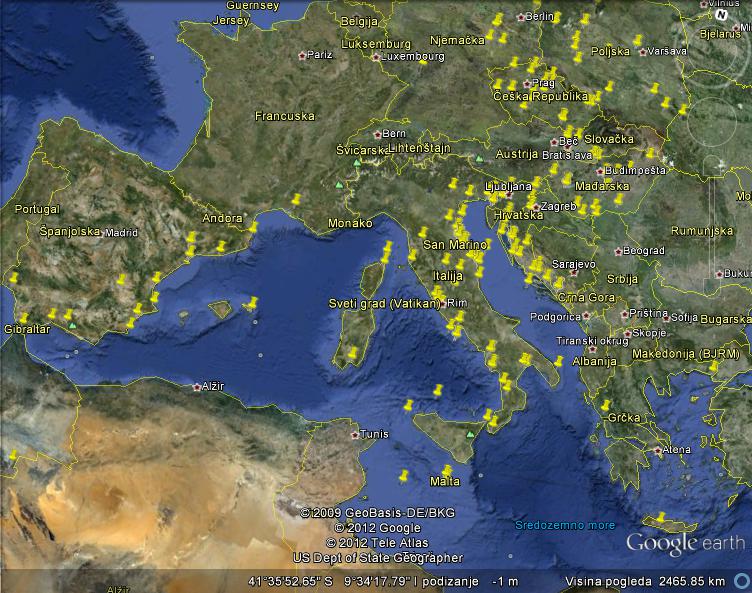 Guernsey
Jersey
Belgija
Berlin
Vilnius
N
Bjelarus
Luksemburg
Njemačka
Poljska
Varšava
Pariz
Luxembourg
Prag
Češka Republika
Francuska
Bern
Švicarska
Lihtenštajn
Beč
Slovačka
Austrija
Bratislava
Budimpešta
Ljubljana
Mađarska
Portugal
Andora
Monako
Hrvatska
Zagreb
Rumunjska
Španjolska
Madrid
San Marino
Beograd
Italija
Sarajevo
Srbija
Crna Gora
Sveti grad (Vatikan)
Rim
Podgorica
Priština
Sofija
Bugarska
Gibraltar
Skopje
Tiranski okrug
Makedonija (BJRM)
Albanija
Alžir
Grčka
Tunis
Atena
Malta
© 2009 GeoBasis-DE/BKG
© 2012 Google
© 2012 Tele Atlas
US Dept of State Geographer
Sredozemno more
Google earth
Alžir
41°35'52.65" S 9°34'17.79" I podizanje -1 m Visina pogleda 2465.85 km